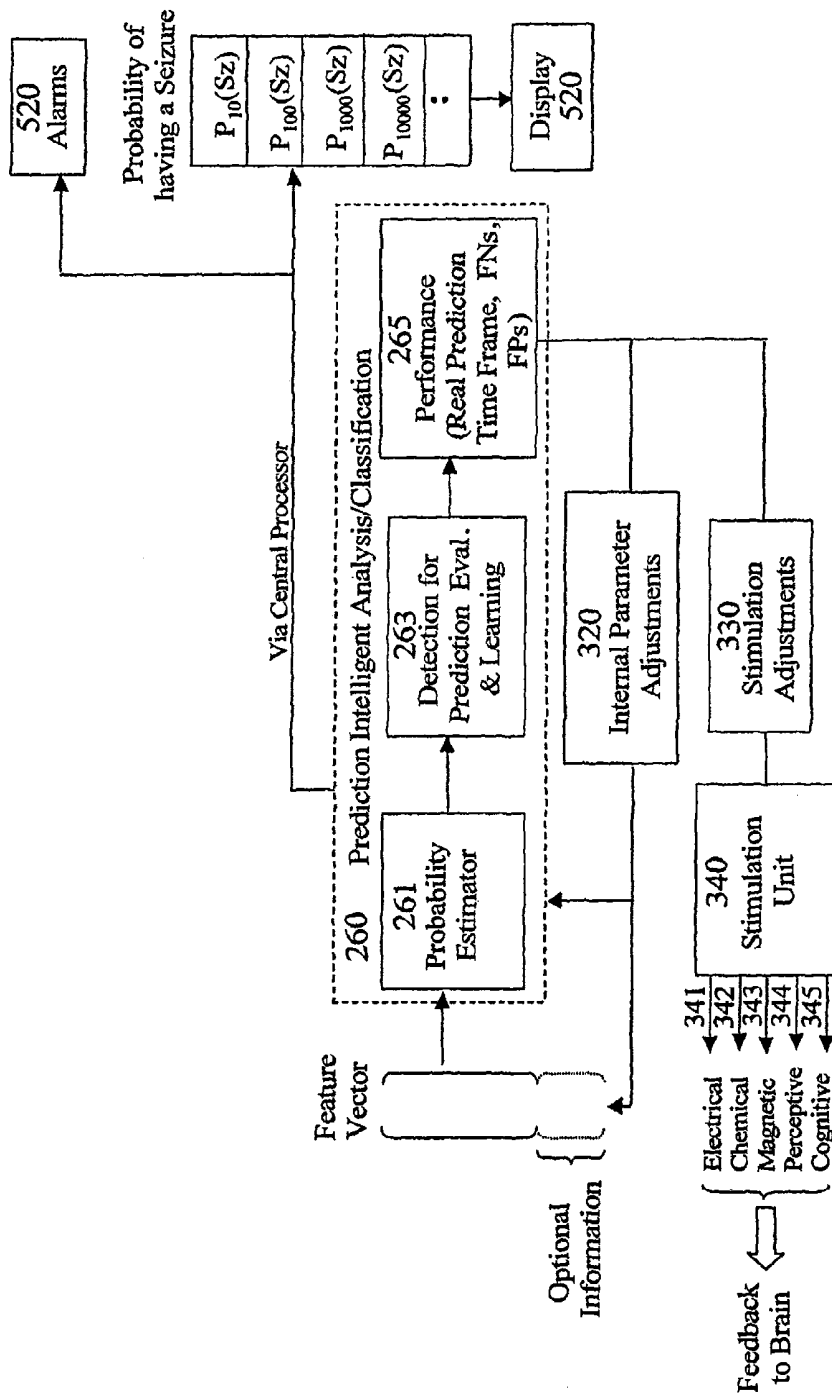 520
Alarms
Probability of
having a Seizure
P10(Sz)
P100(Sz)
P1000(Sz)
P10000(Sz)
:
Display
520
Via Central Processor
260
Prediction Intelligent Analysis/Classification
261
Probability
Estimator
263
Detection for
Prediction Eval.
& Learning
265
Performance
(Real Prediction
Time Frame, FNs,
FPs)
Feature
Vector
Optional
Information
320
Internal Parameter
Adjustments
330
Stimulation
Adjustments
340
Stimulation
Unit
341
342
343
344
345
Electrical
Chemical
Magnetic
Perceptive
Cognitive
Feedback
to Brain